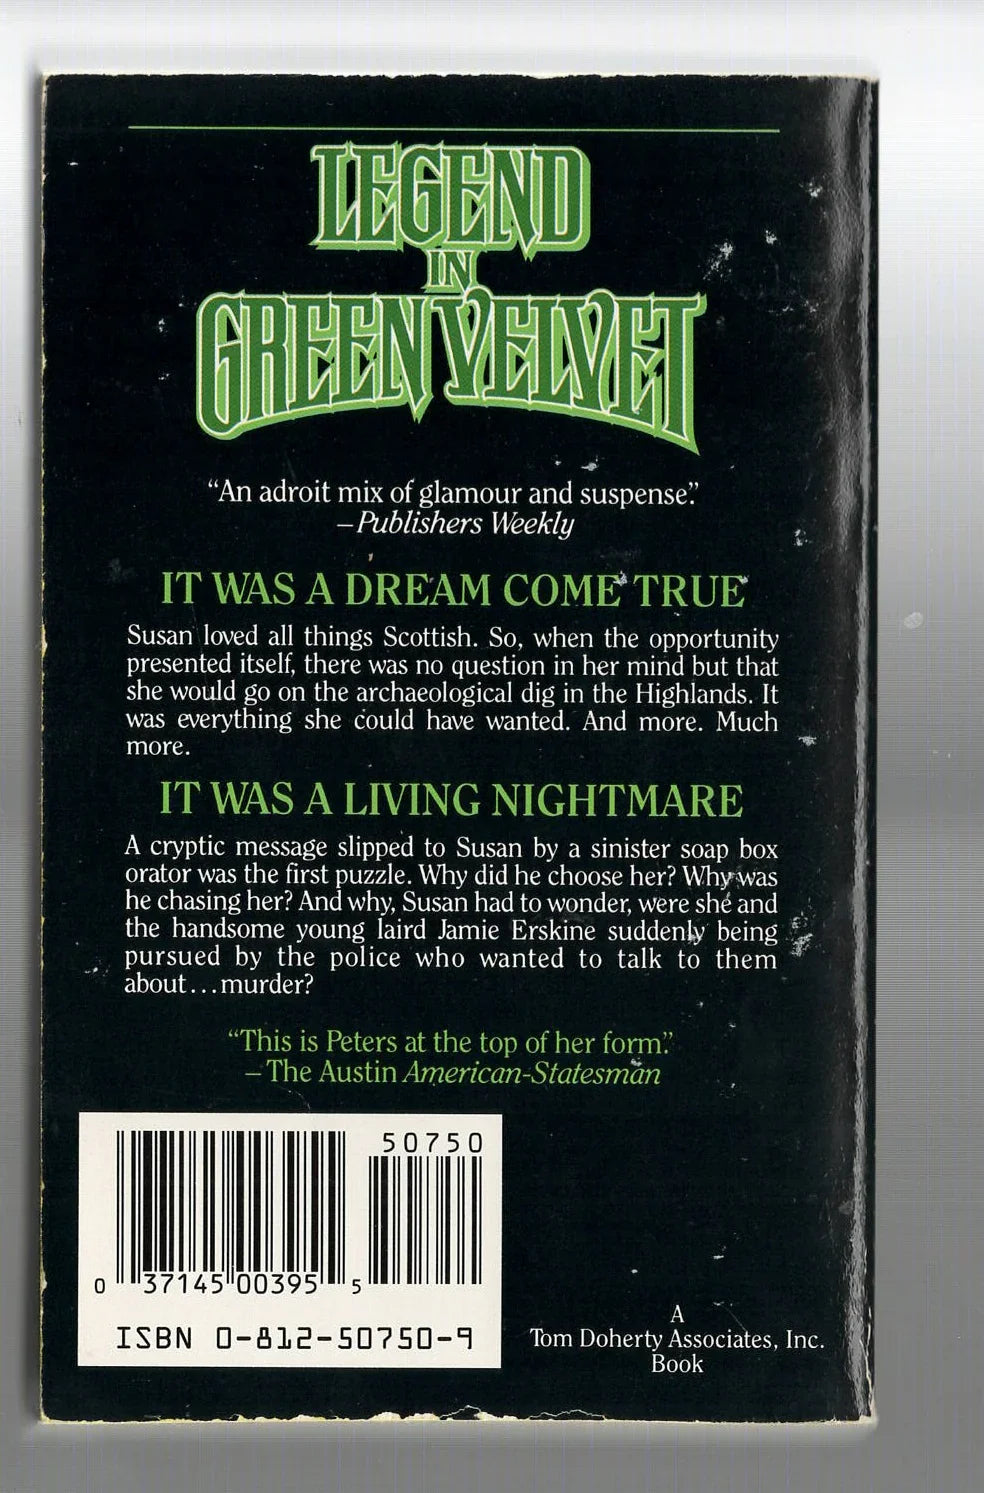 LEGEND
IN
GREEN VELVET
“An adroit mix of glamour and suspense.”
–Publishers Weekly
IT WAS A DREAM COME TRUE
Susan loved all things Scottish. So, when the opportunity
presented itself, there was no question in her mind but that
she would go on the archaeological dig in the Highlands. It
was everything she could have wanted. And more. Much
more.
IT WAS A LIVING NIGHTMARE
A cryptic message slipped to Susan by a sinister soap box
orator was the first puzzle. Why did he choose her? Why was
he chasing her? And why, Susan had to wonder, were she and
the handsome young laird Jamie Erskine suddenly being
pursued by the police who wanted to talk to them
about...murder?
“This is Peters at the top of her form.”
–The Austin American-Statesman
50750
0 37145 00395 5
ISBN 0-812-50750-9
A
Tom Doherty Associates, Inc.
Book